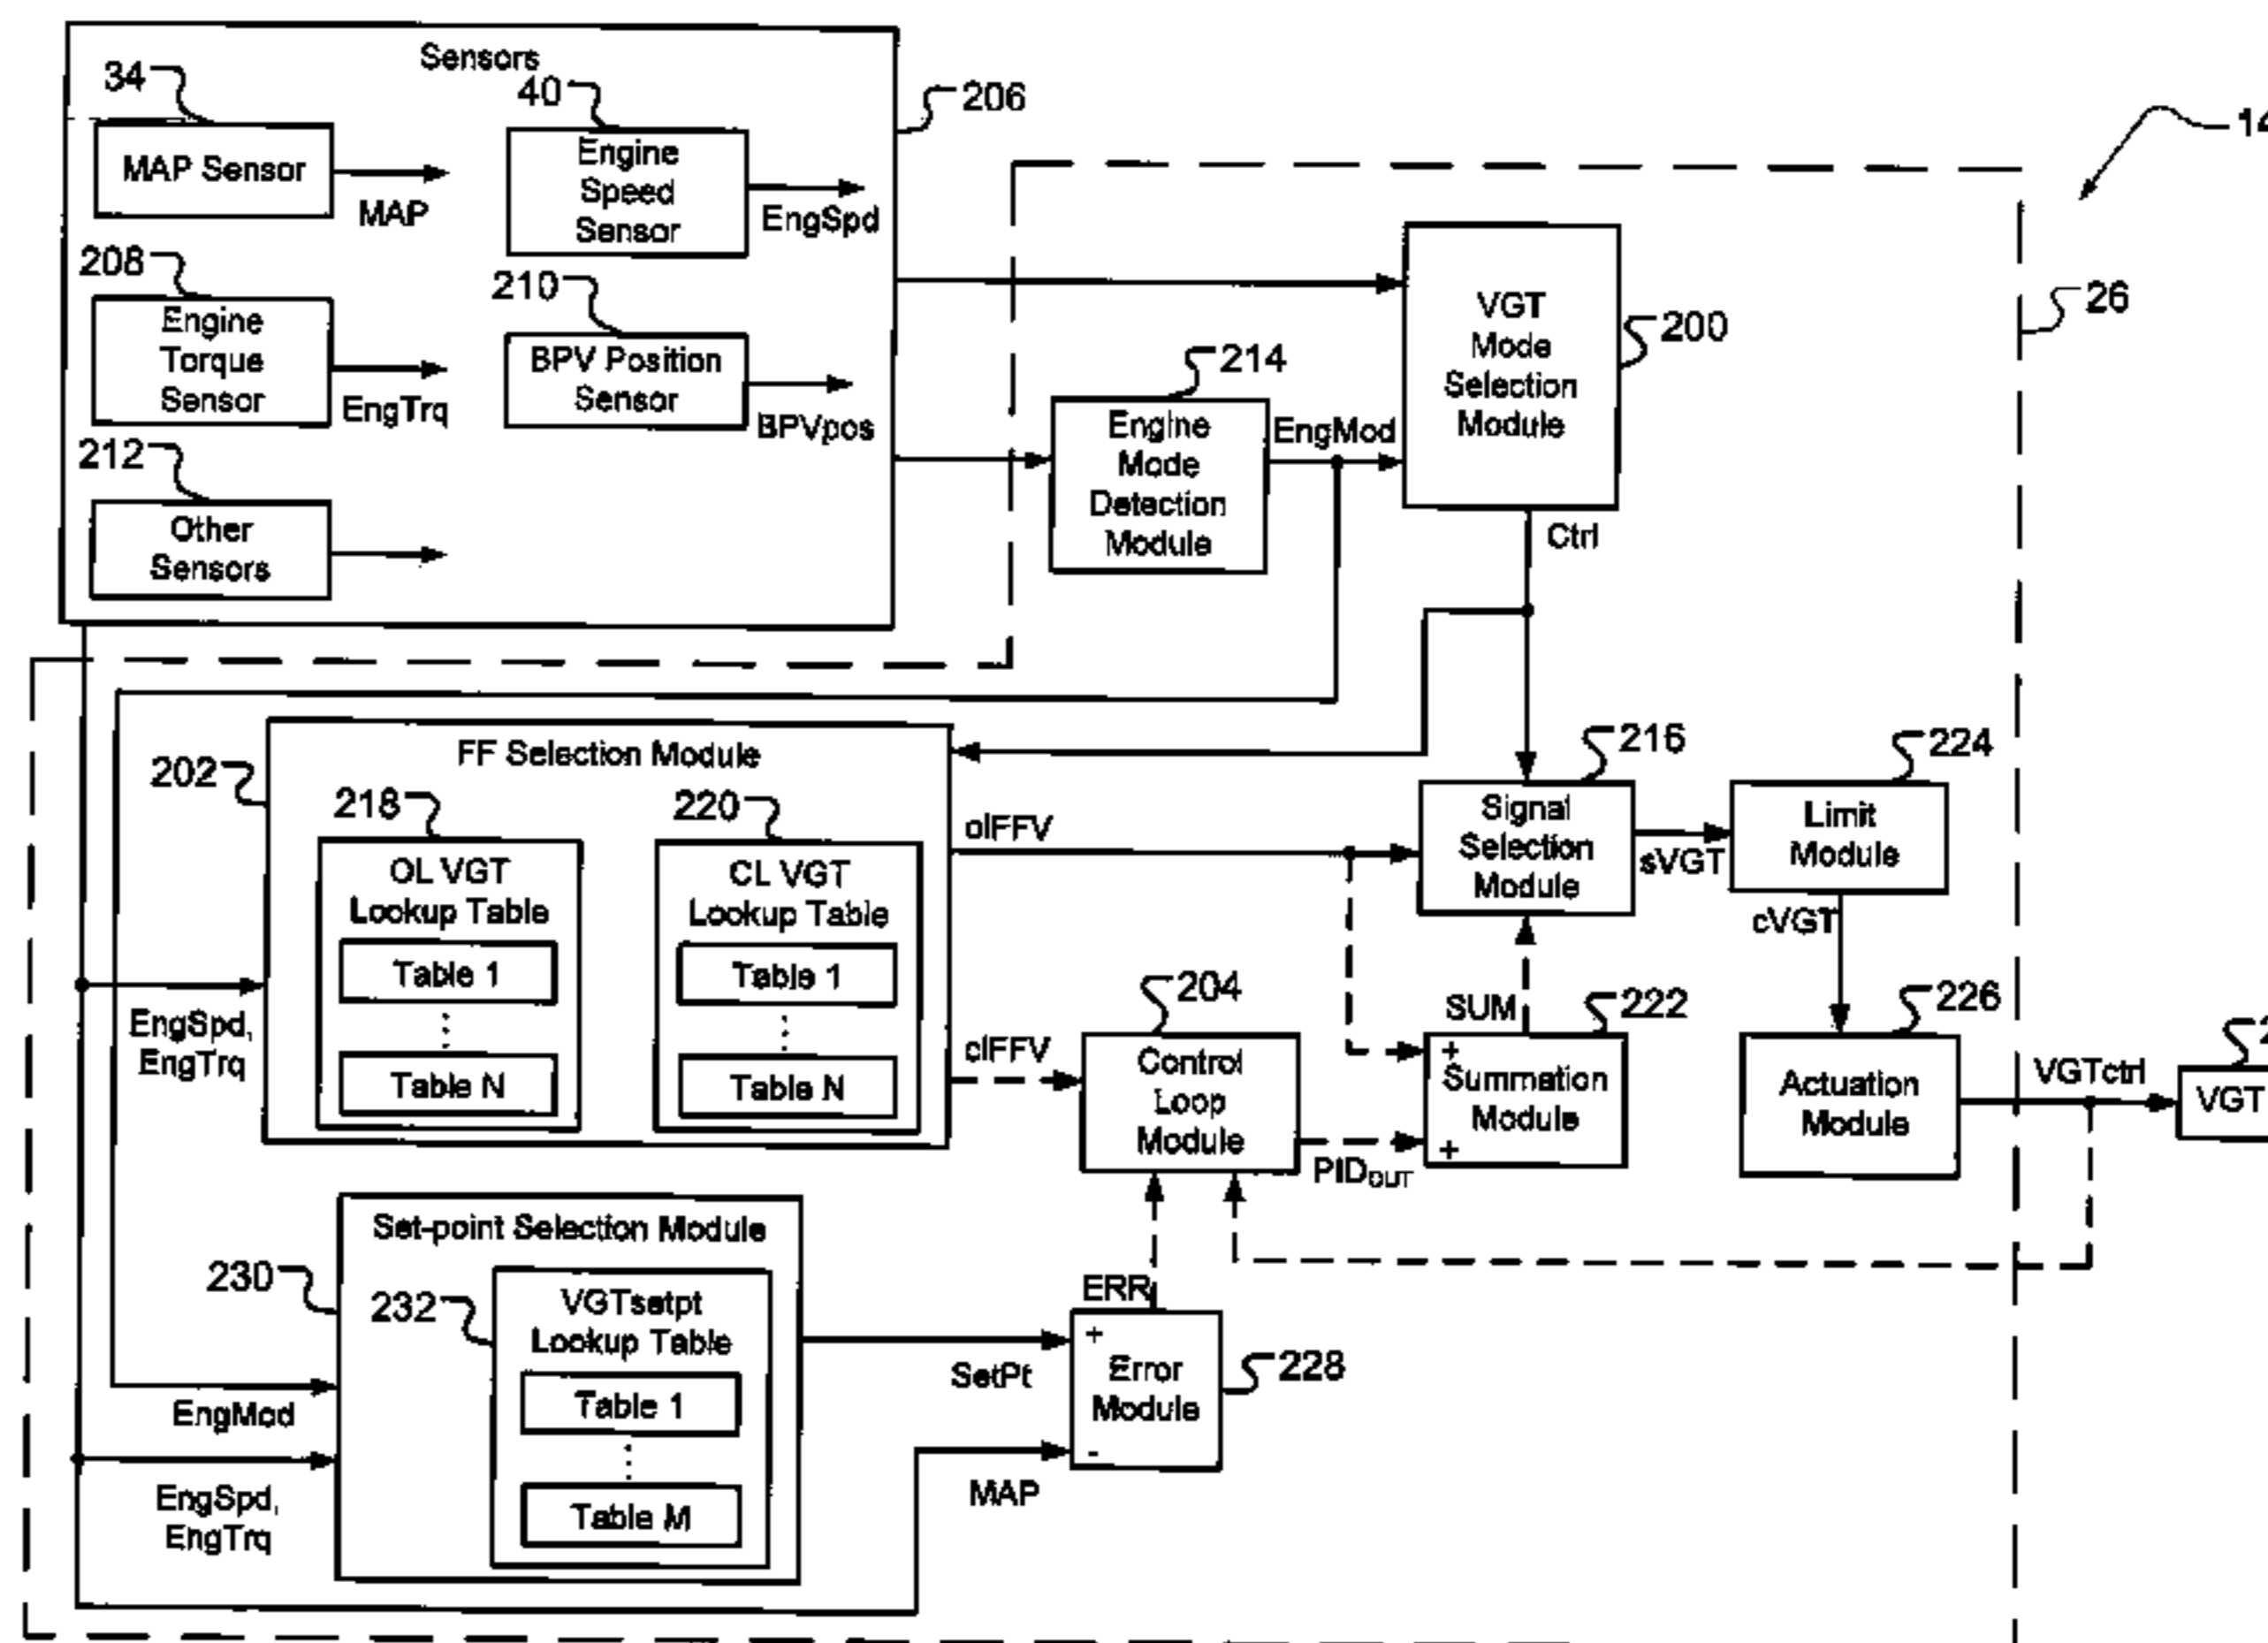 Sensors
34
40
206
14
MAP Sensor
MAP
Engine
Speed
Sensor
EngSpd
208
210
Engine
Torque
Sensor
EngTrq
BPV Position
Sensor
BPVpos
212
Other
Sensors
214
Engine
Mode
Detection
Module
EngMod
VGT
Mode
Selection
Module
200
26
Ctrl
202
FF Selection Module
218
220
OL VGT
Lookup Table
Table 1
Table N
CL VGT
Lookup Table
Table 1
Table N
EngSpd,
EngTrq
olFFV
clFFV
216
Signal
Selection
Module
sVGT
224
Limit
Module
cVGT
204
Control
Loop
Module
PIDOUT
SUM
222
+
Summation
Module
+
226
Actuation
Module
VGTctrl
VGT
Set-point Selection Module
230
232
VGTsetpt
Lookup Table
Table 1
Table M
EngMod
EngSpd,
EngTrq
SetPt
MAP
ERR
+
Error
Module
-
228